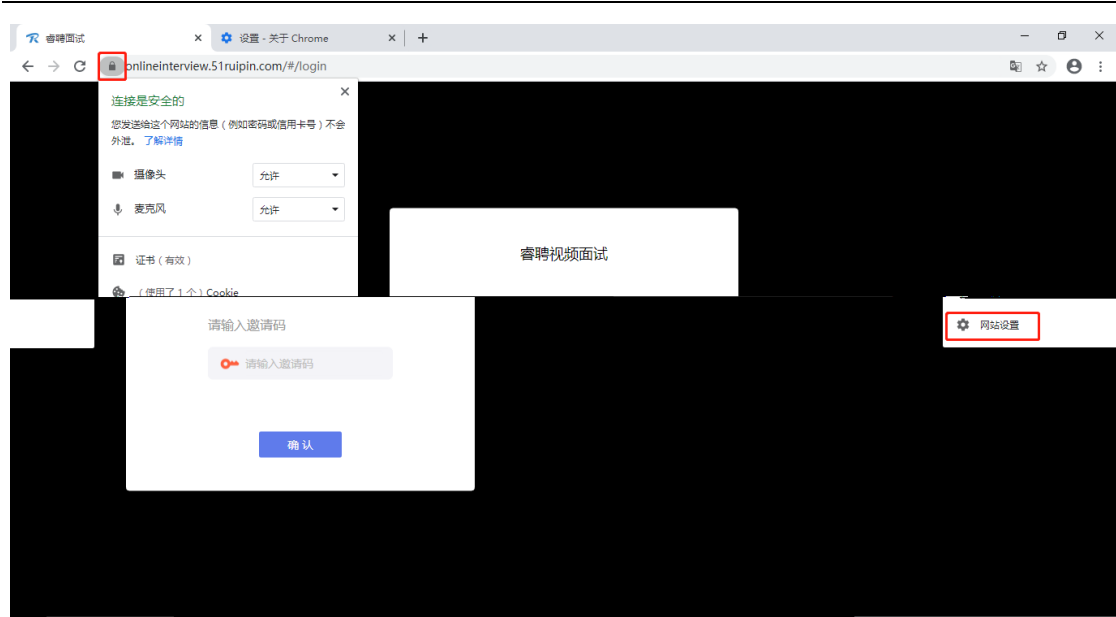 睿聘面试
设置 - 关于 Chrome
onlineinterview.51ruipin.com/#/login
连接是安全的
您发送给这个网站的信息（例如密码或信用卡号）不会
外泄。 了解详情
摄像头 允许
麦克风 允许
睿聘视频面试
证书（有效）
（使用了 1 个）Cookie
请输入邀请码
网站设置
请输入邀请码
确 认